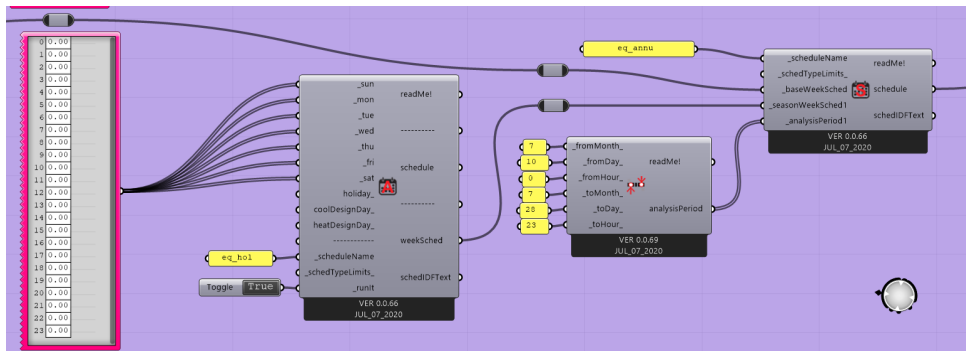 0 0.00
1 0.00
2 0.00
3 0.00
4 0.00
5 0.00
6 0.00
7 0.00
8 0.00
9 0.00
10 0.00
11 0.00
12 0.00
13 0.00
14 0.00
15 0.00
16 0.00
17 0.00
18 0.00
19 0.00
20 0.00
21 0.00
22 0.00
23 0.00
_sun
_mon
_tue
_wed
_thu
_fri
_sat
holiday_
coolDesignDay_
heatDesignDay_
------------
_scheduleName
_schedTypeLimits_
_runit
readMe!
----------
schedule
----------
weekSched
schedIDFText
VER 0.0.66
JUL_07_2020
eq_hol
Toggle True
eq_annu
7
10
0
7
28
23
_fromMonth_
_fromDay_
_fromHour_
_toMonth_
_toDay_
_toHour_
readMe!
analysisPeriod
VER 0.0.69
JUL_07_2020
_scheduleName
_schedTypeLimits_
_baseWeekSched
_seasonWeekSched1
_analysisPeriod1
readMe!
schedule
schedIDFText
VER 0.0.66
JUL_07_2020